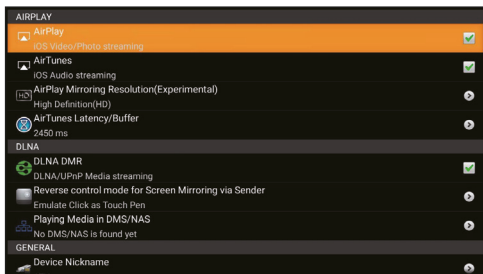 AIRPLAY
AirPlay
iOS Video/Photo streaming
AirTunes
iOS Audio streaming
HD
AirPlay Mirroring Resolution(Experimental)
High Definition(HD)
AirTunes Latency/Buffer
2450 ms
DLNA
DLNA DMR
DLNA/UPnP Media streaming
Reverse control mode for Screen Mirroring via Sender
Emulate Click as Touch Pen
Playing Media in DMS/NAS
No DMS/NAS is found yet
GENERAL
Device Nickname